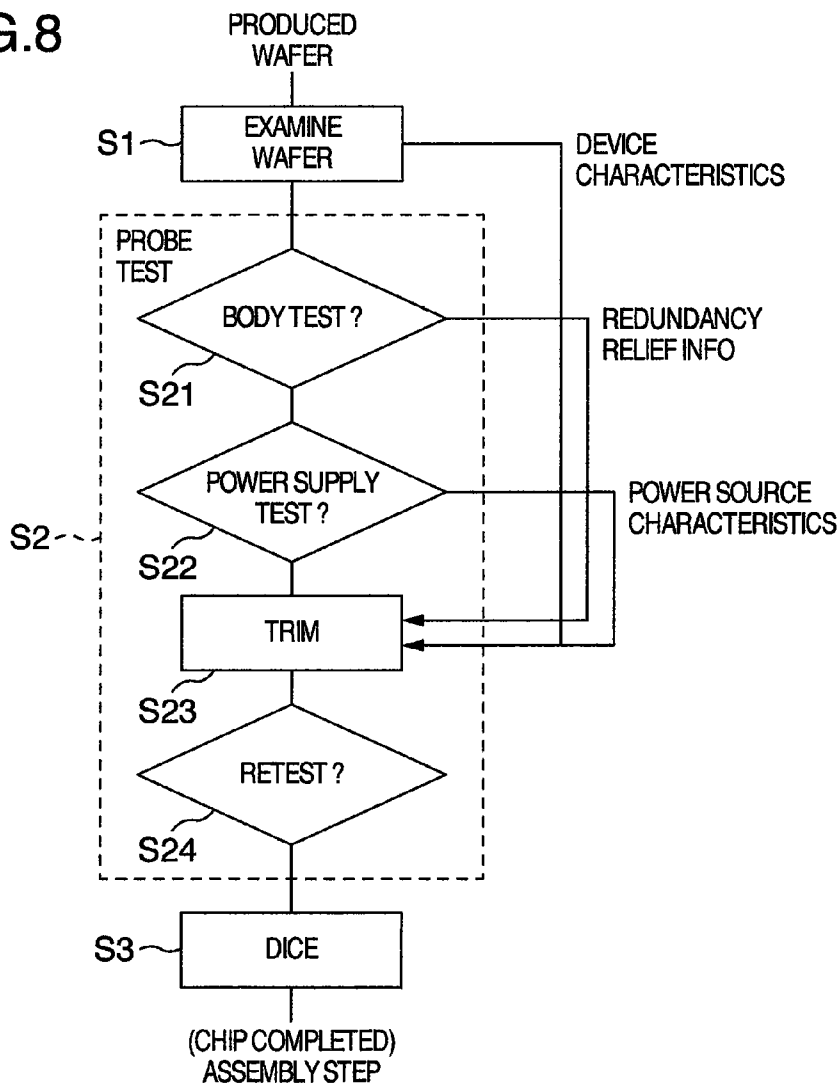 G.8
PRODUCED
WAFER
S1
EXAMINE
WAFER
DEVICE
CHARACTERISTICS
PROBE
TEST
BODY TEST ?
REDUNDANCY
RELIEF INFO
S21
POWER SUPPLY
TEST ?
POWER SOURCE
CHARACTERISTICS
S2
S22
TRIM
S23
RETEST ?
S24
S3
DICE
(CHIP COMPLETED)
ASSEMBLY STEP